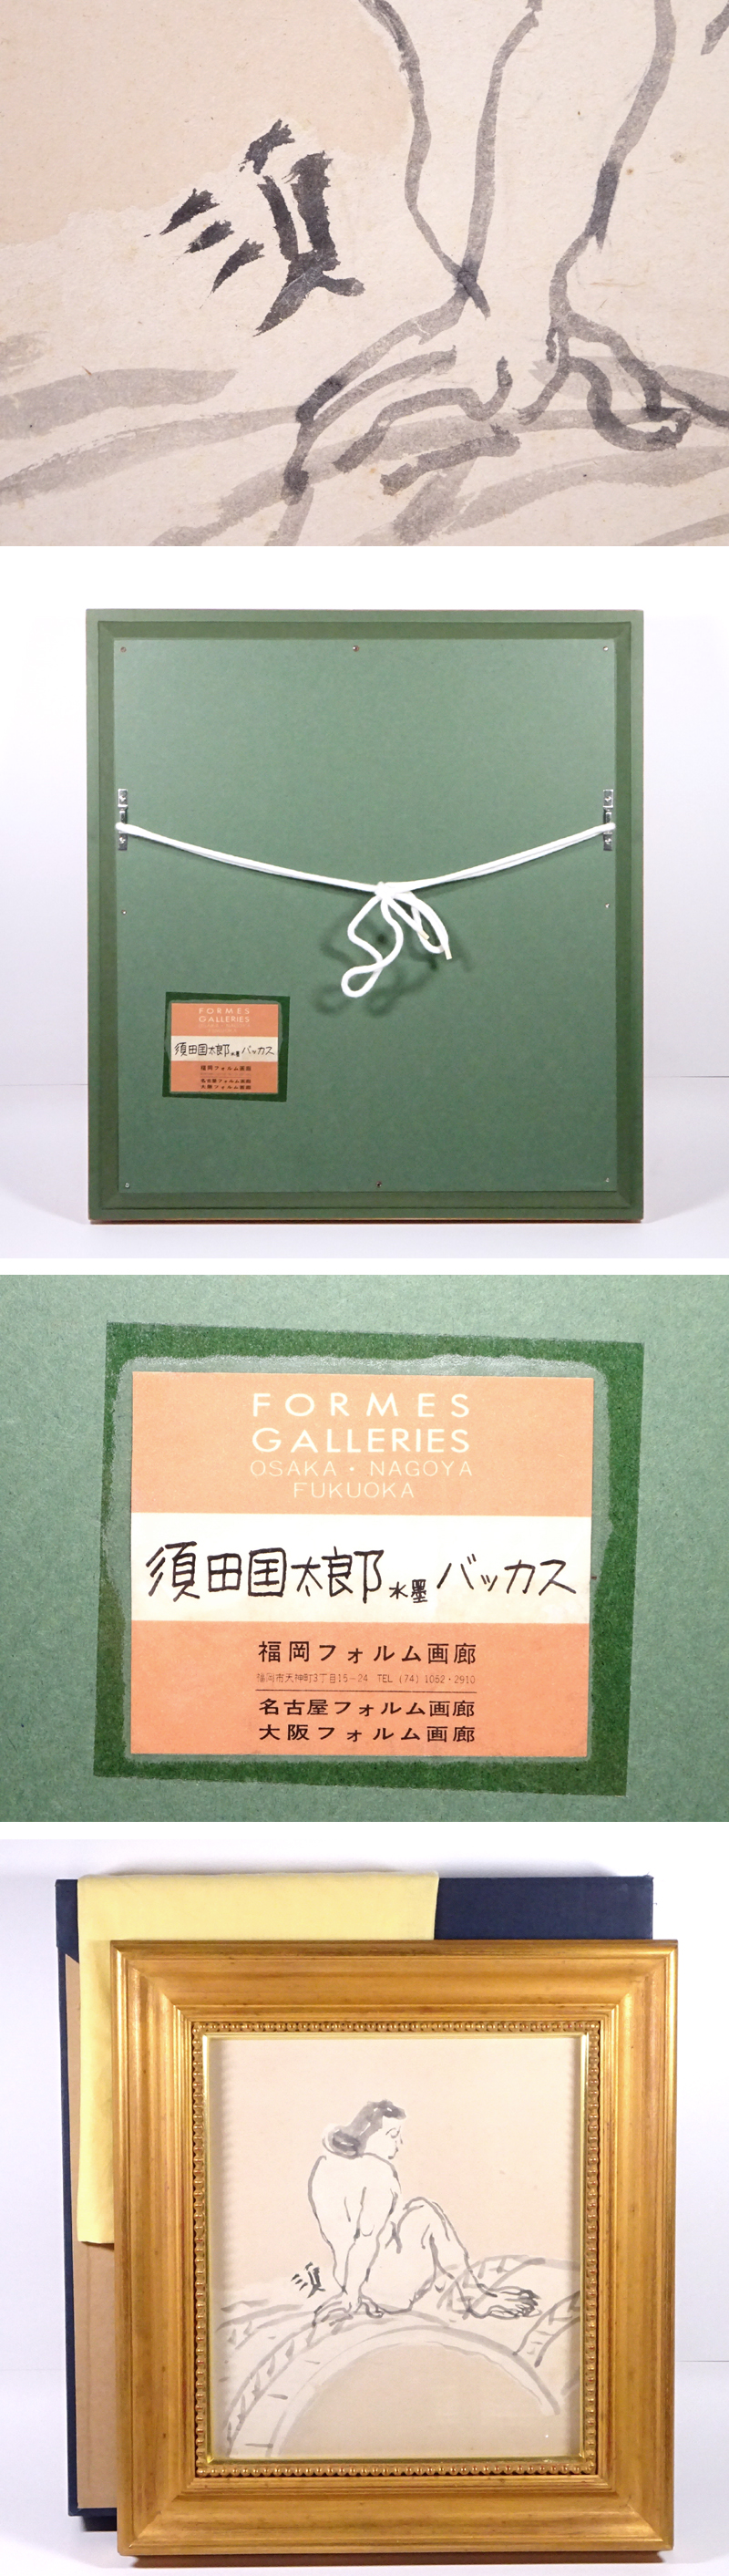 須
FORMES
GALLERIES
須田国太郎 水墨 バッカス
福岡フォルム画廊
名古屋フォルム画廊
大阪フォルム画廊
FORMES
GALLERIES
OSAKA・NAGOYA
FUKUOKA
須田国太郎 水墨 バッカス
福岡フォルム画廊
福岡市天神町3丁目15-24 TEL (74) 1062・2910
名古屋フォルム画廊
大阪フォルム画廊
須